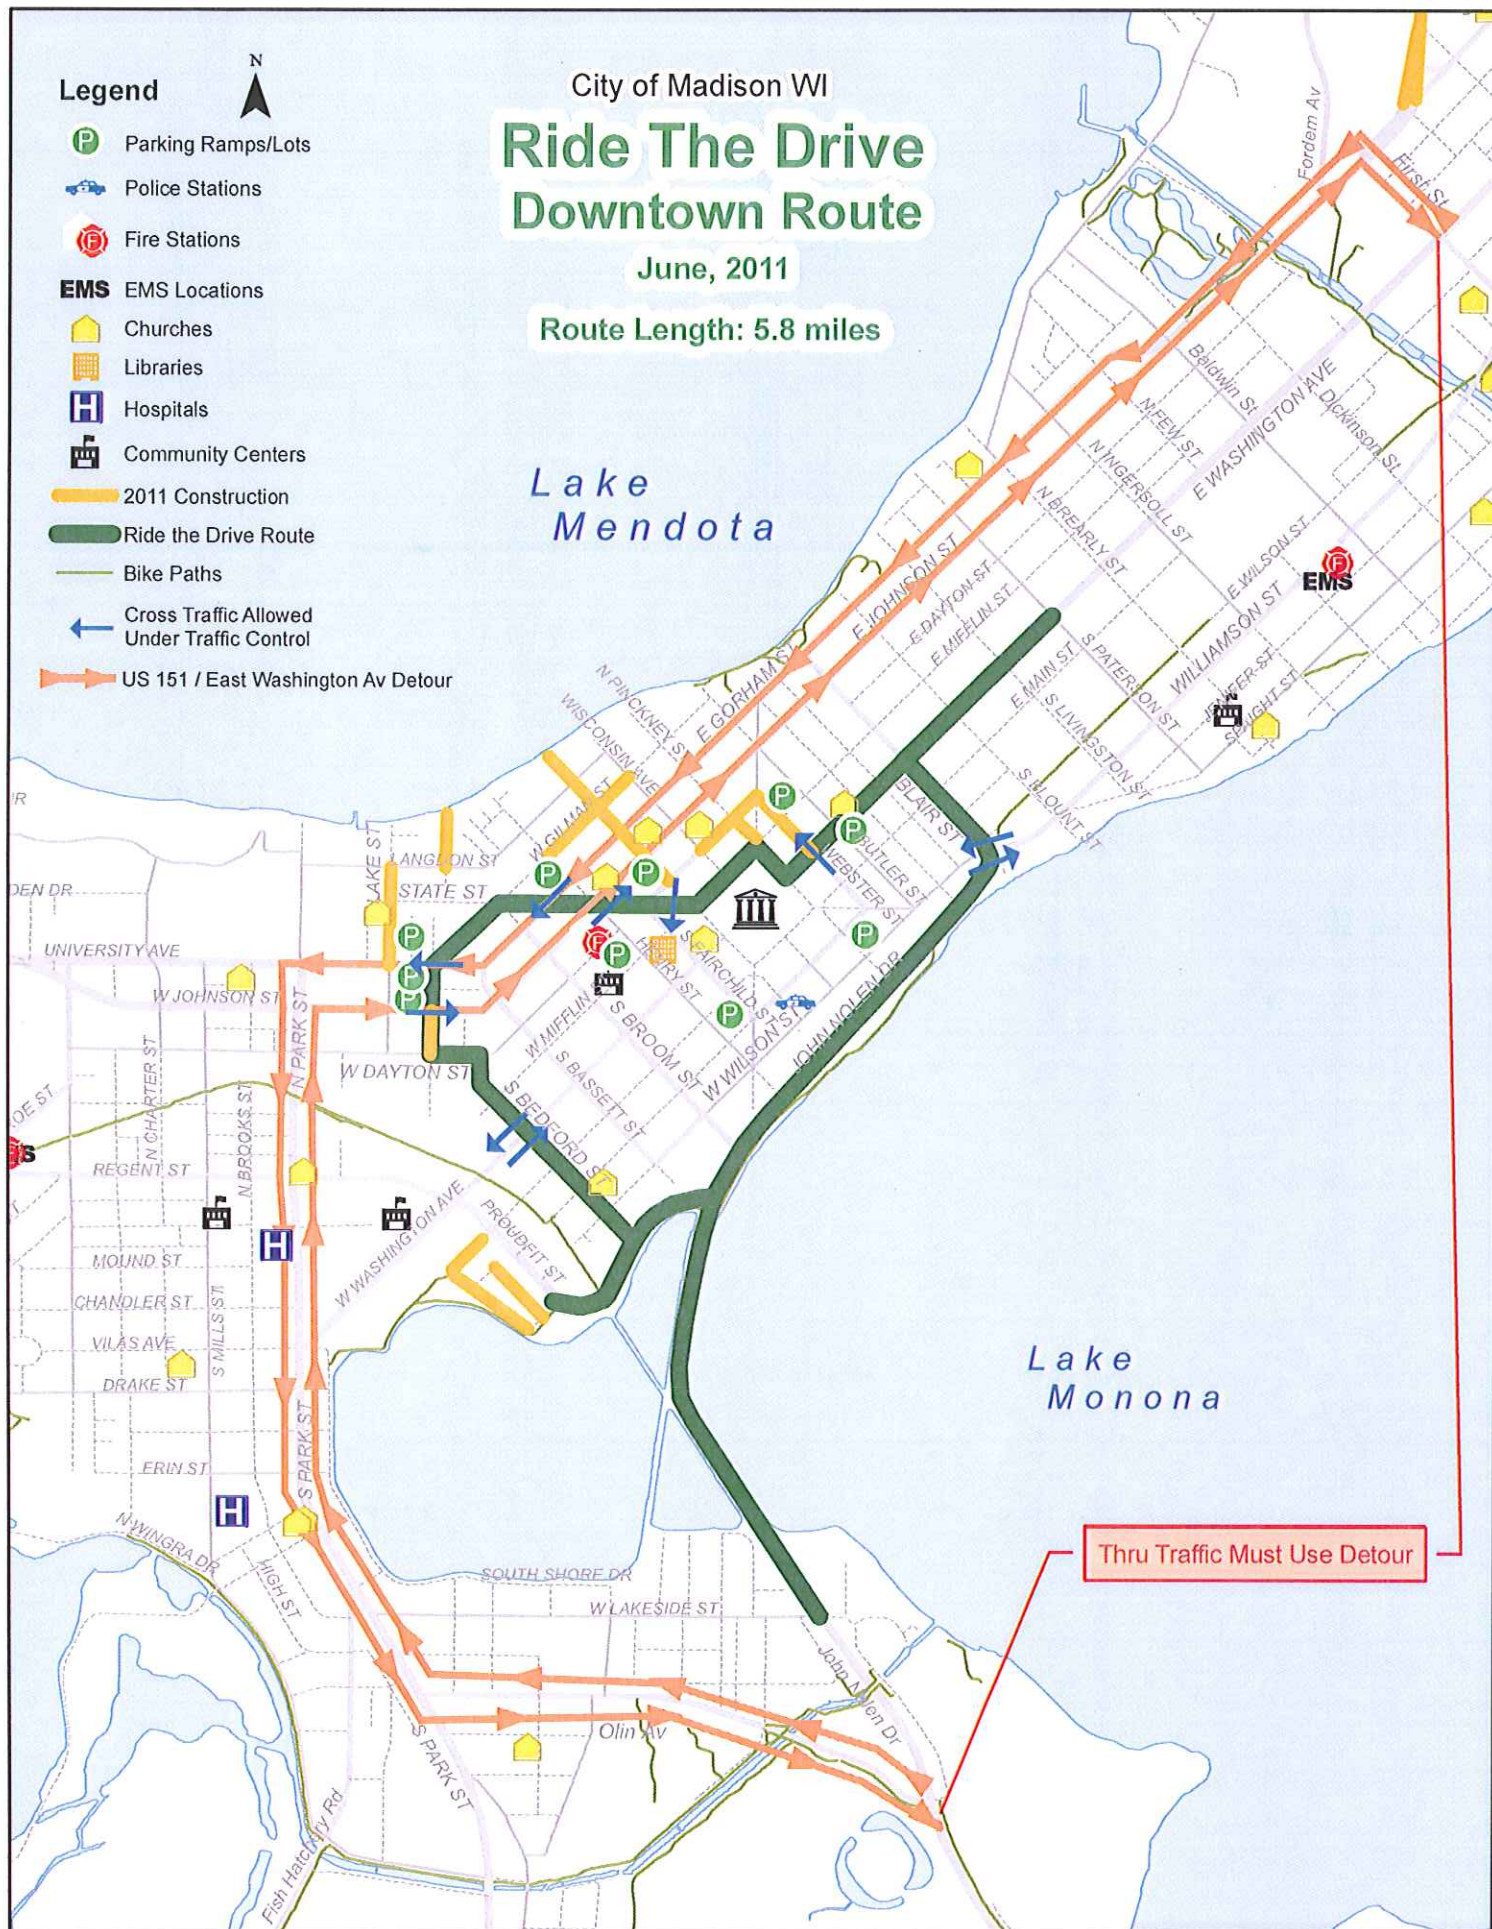 N
Legend
P
Parking Ramps/Lots
Police Stations
F
Fire Stations
EMS
EMS Locations
Churches
Libraries
H
Hospitals
Community Centers
2011 Construction
Ride the Drive Route
Bike Paths
Cross Traffic Allowed
Under Traffic Control
US 151 / East Washington Av Detour
City of Madison WI
Ride The Drive
Downtown Route
June, 2011
Route Length: 5.8 miles
Lake
Mendota
Fordem Av
First St
Baldwin St
Dickinson St
E WASHINGTON AVE
N FEW ST
N INGERSOLL ST
N BREARLY ST
E WILSON ST
F
EMS
WILLIAMSON ST
JENIFER ST
E JOHNSON ST
E DAYTON ST
E MIFFLIN ST
S PATERSON ST
E MAIN ST
S LIVINGSTON ST
S BLOUNT ST
BLAIR ST
E GORHAM ST
N PINCKNEY ST
WISCONSIN AVE
W GILMAN ST
P
P
P
P
BUTLER ST
WEBSTER ST
P
LAKE ST
LANGDON ST
STATE ST
DEN DR
UNIVERSITY AVE
W JOHNSON ST
P
P
P
F
P
HENRY ST
S FAIRCHILD ST
P
W MIFFLIN ST
S BROOM ST
W WILSON ST
JOHN NOLEN DR
S BASSETT ST
S BEDFORD ST
W DAYTON ST
N PARK ST
N CHARTER ST
N BROOKS ST
OE ST
F
S
REGENT ST
W WASHINGTON AVE
PROUDFIT ST
H
MOUND ST
CHANDLER ST
VILAS AVE
DRAKE ST
S MILLS ST
S PARK ST
ERIN ST
H
N WINGRA DR
HIGH ST
Lake
Monona
SOUTH SHORE DR
W LAKESIDE ST
Thru Traffic Must Use Detour
John Nolen Dr
Olin Av
S PARK ST
Fish Hatchery Rd